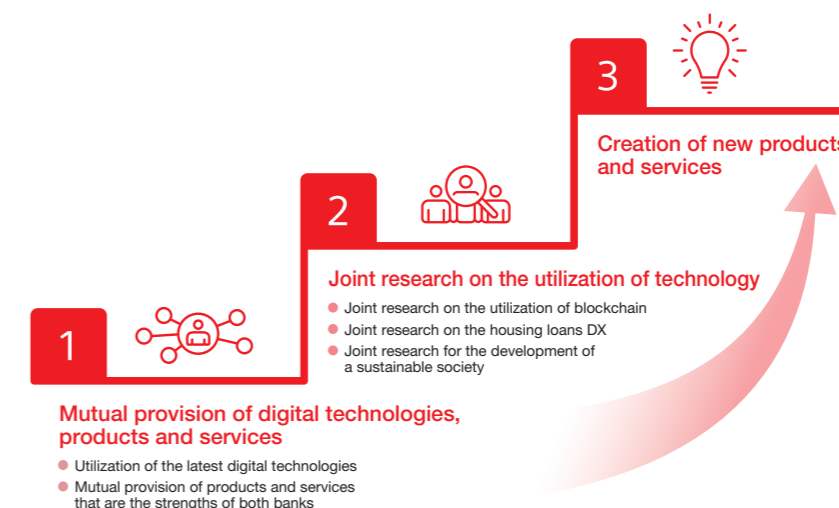 3
Creation of new products
and services
2
Joint research on the utilization of technology
Joint research on the utilization of blockchain
Joint research on the housing loans DX
Joint research for the development of
a sustainable society
1
Mutual provision of digital technologies,
products and services
Utilization of the latest digital technologies
Mutual provision of products and services
that are the strengths of both banks